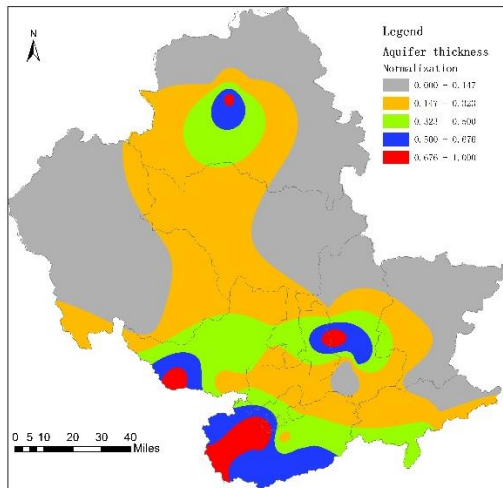 N
Legend
Aquifer thickness
Normalization
0.000 - 0.147
0.147 - 0.323
0.323 - 0.500
0.500 - 0.676
0.676 - 1.000
0 5 10 20 30 40
Miles